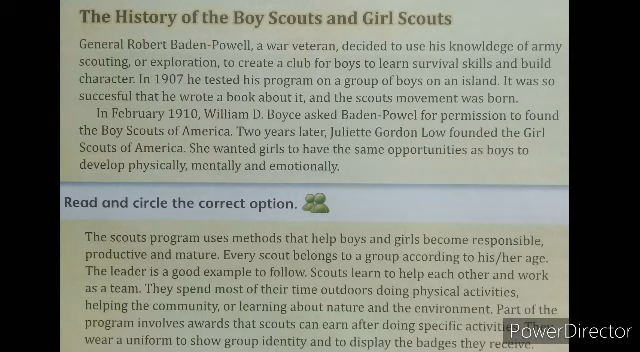 The History of the Boy Scouts and Girl Scouts
General Robert Baden-Powell, a war veteran, decided to use his knowldege of army
scouting, or exploration, to create a club for boys to learn survival skills and build
character. In 1907 he tested his program on a group of boys on an island. It was so
succesful that he wrote a book about it, and the scouts movement was born.
In February 1910, William D. Boyce asked Baden-Powel for permission to found
the Boy Scouts of America. Two years later, Juliette Gordon Low founded the Girl
Scouts of America. She wanted girls to have the same opportunities as boys to
develop physically, mentally and emotionally.
Read and circle the correct option.
The scouts program uses methods that help boys and girls become responsible,
productive and mature. Every scout belongs to a group according to his/her age.
The leader is a good example to follow. Scouts learn to help each other and work
as a team. They spend most of their time outdoors doing physical activities,
helping the community, or learning about nature and the environment. Part of the
program involves awards that scouts can earn after doing specific
wear a uniform to show group identity and to display the badges they receive.
PowerDirector